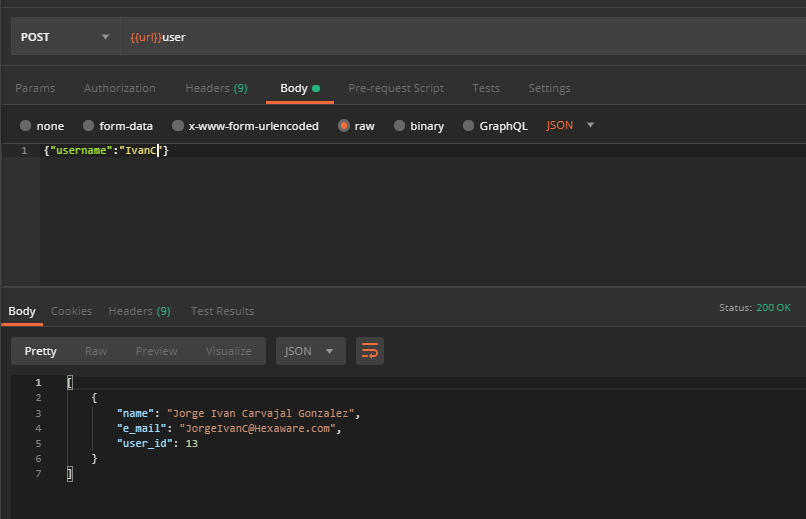 POST {{url}}user
Params Authorization Headers (9) Body Pre-request Script Tests Settings
none form-data x-www-form-urlencoded raw binary GraphQL JSON
1 {"username":"IvanC"}
Body Cookies Headers (9) Test Results Status: 200 OK
Pretty Raw Preview Visualize JSON
1 [
2 {
3 "name": "Jorge Ivan Carvajal Gonzalez",
4 "e_mail": "JorgeIvanC@Hexaware.com",
5 "user_id": 13
6 }
7 ]